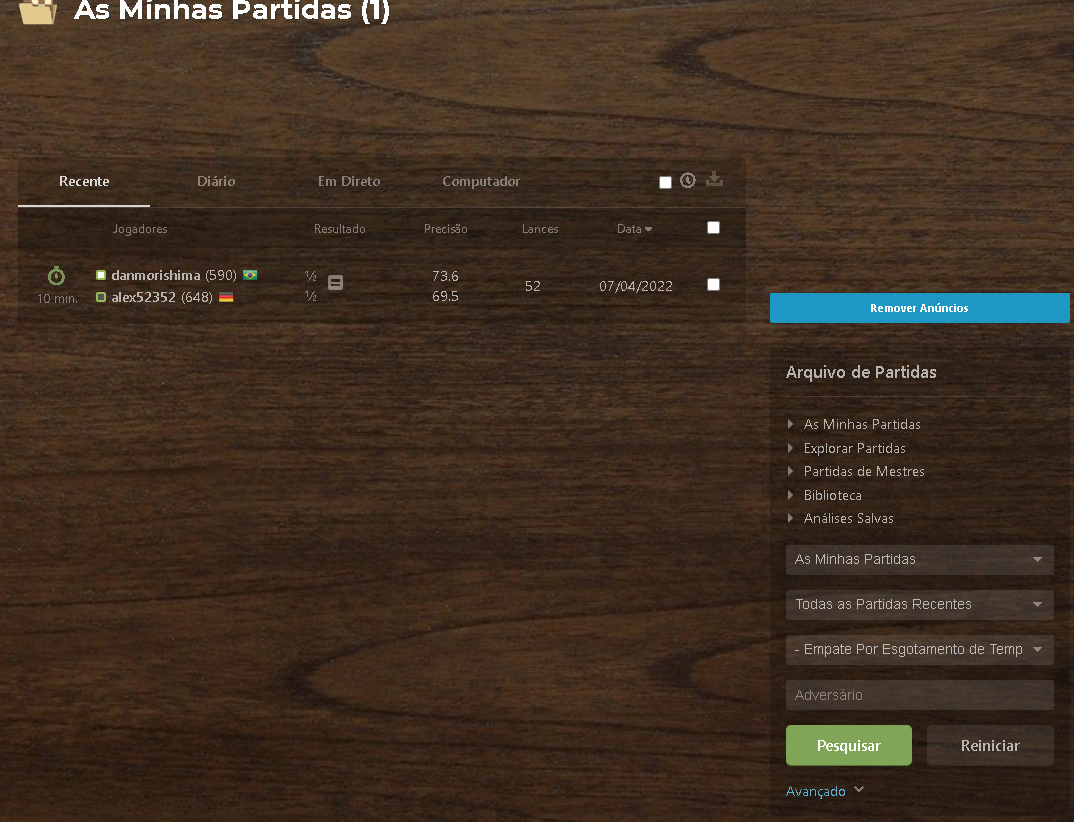 As Minhas Partidas (1)
Recente Diário Em Direto Computador
Jogadores Resultado Precisão Lances Data
10 min.
danmorishima (590)
alex52352 (648)
½
½
73.6
69.5
52
07/04/2022
Remover Anúncios
Arquivo de Partidas
As Minhas Partidas
Explorar Partidas
Partidas de Mestres
Biblioteca
Análises Salvas
As Minhas Partidas
Todas as Partidas Recentes
- Empate Por Esgotamento de Temp
Adversário
Pesquisar Reiniciar
Avançado